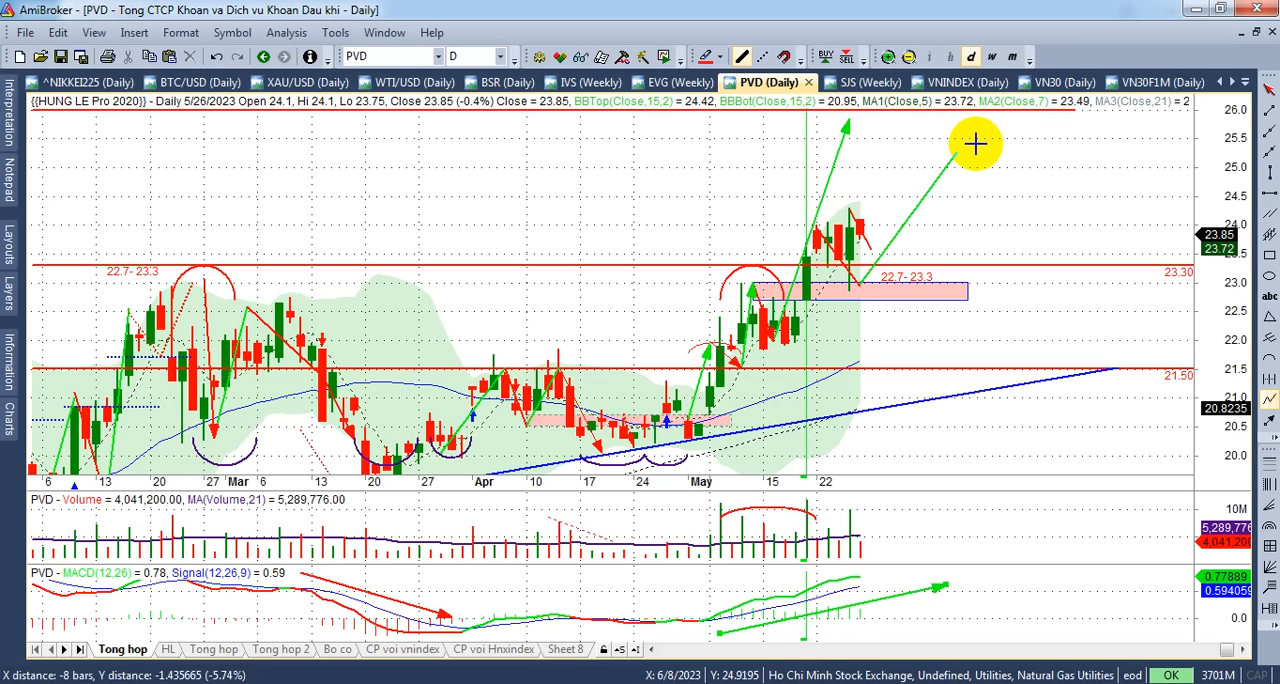 AmiBroker - [PVD - Tong CTCP Khoan va Dich vu Khoan Dau khi - Daily]
File Edit View Insert Format Symbol Analysis Tools Window Help
PVD D BUY SELL i h d w m
^NIKKEI225 (Daily) BTC/USD (Daily) XAU/USD (Daily) WTI/USD (Daily) BSR (Daily) IVS (Weekly) EVG (Weekly) PVD (Daily) SJS (Weekly) VNINDEX (Daily) VN30 (Daily) VN30F1M (Daily)
{{HUNG LE Pro 2020}} - Daily 5/26/2023 Open 24.1, Hi 24.1, Lo 23.75, Close 23.85 (-0.4%) Close = 23.85, BBTop(Close,15,2) = 24.42, BBBot(Close,15,2) = 20.95, MA1(Close,5) = 23.72, MA2(Close,7) = 23.49, MA3(Close,21) = 2
Interpretation
Notepad
Layouts
Layers
Information
Charts
abc
26.0
25.5
25.0
24.5
24.0
23.85
23.72
23.5
23.30
23.0
22.5
22.0
21.5
21.50
21.0
20.8235
20.5
20.0
22.7- 23.3
22.7- 23.3
6 13 20 27 Mar 6 13 20 27 Apr 10 17 24 May 15 22
PVD - Volume = 4,041,200.00, MA(Volume,21) = 5,289,776.00
10M
5,289,776
4,041,200
PVD - MACD(12,26) = 0.78, Signal(12,26,9) = 0.59
0.77889
0.594059
0.0
Tong hop HL Tong hop Tong hop 2 Bo co CP voi vnindex CP voi Hnxindex Sheet 8
X distance: -8 bars, Y distance: -1.435665 (-5.74%) X: 6/8/2023 Y: 24.9195 Ho Chi Minh Stock Exchange, Undefined, Utilities, Natural Gas Utilities eod OK 3701M CAP